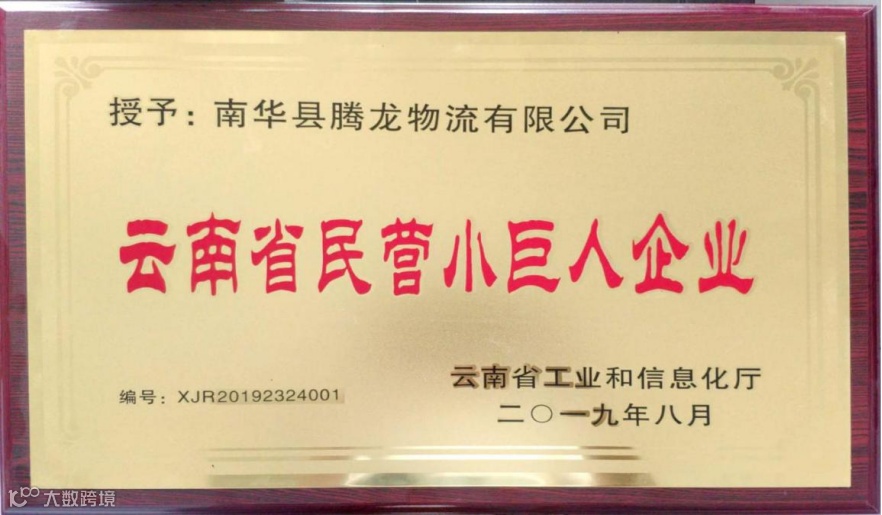 授予：南华县腾龙物流有限公司
云南省民营小巨人企业
编号：XJR20192324001
云南省工业和信息化厅
二〇一九年八月
大数跨境